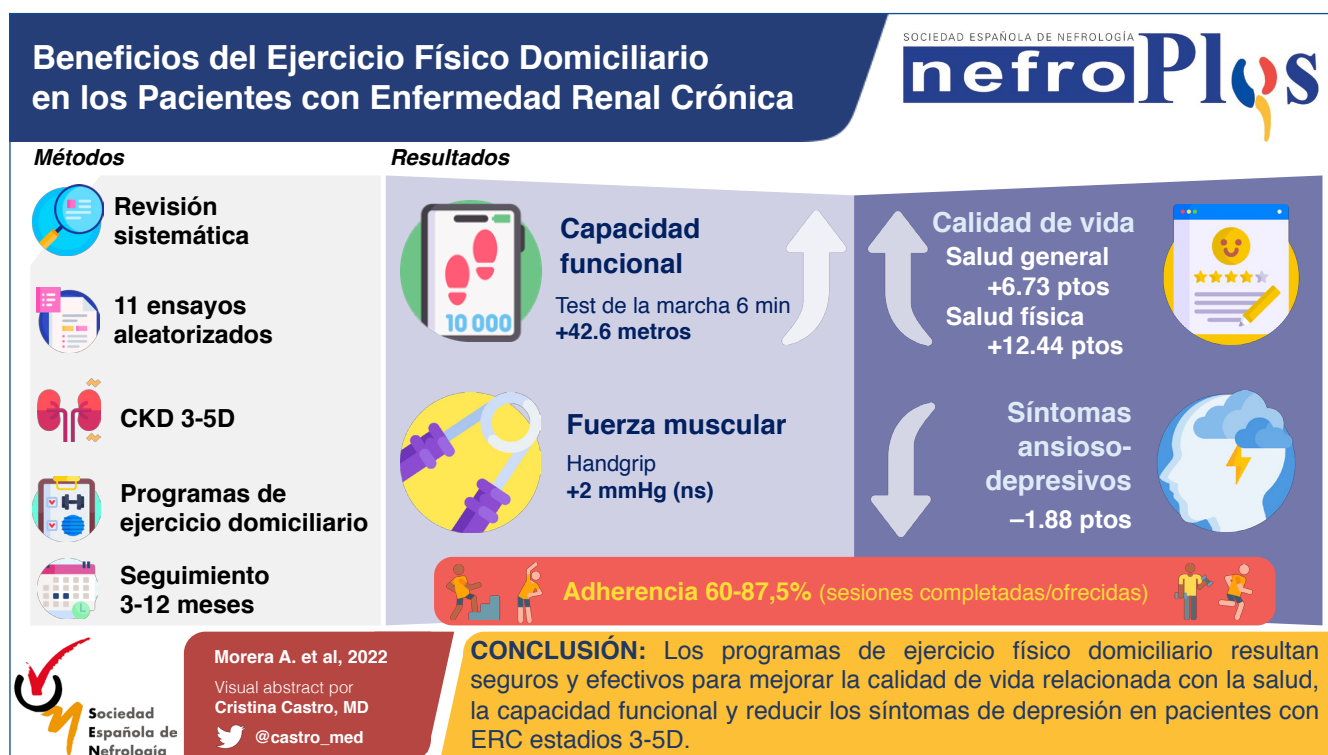 Beneficios del Ejercicio Físico Domiciliario
en los Pacientes con Enfermedad Renal Crónica
SOCIEDAD ESPAÑOLA DE NEFROLOGÍA
nefroPlus
Métodos
Revisión
sistemática
11 ensayos
aleatorizados
CKD 3-5D
Programas de
ejercicio domiciliario
Seguimiento
3-12 meses
Resultados
10 000
Capacidad
funcional
Test de la marcha 6 min
+42.6 metros
Fuerza muscular
Handgrip
+2 mmHg (ns)
Calidad de vida
Salud general
+6.73 ptos
Salud física
+12.44 ptos
Síntomas
ansioso-
depresivos
–1.88 ptos
Adherencia 60-87,5% (sesiones completadas/ofrecidas)
Sociedad
Española de
Nefrología
Morera A. et al, 2022
Visual abstract por
Cristina Castro, MD
@castro_med
CONCLUSIÓN: Los programas de ejercicio físico domiciliario resultan
seguros y efectivos para mejorar la calidad de vida relacionada con la salud,
la capacidad funcional y reducir los síntomas de depresión en pacientes con
ERC estadios 3-5D.